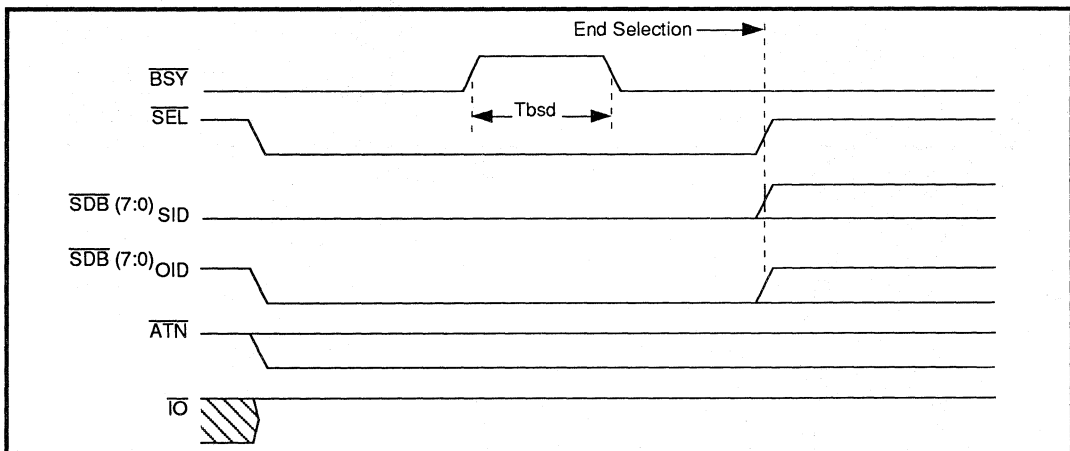 End Selection
BSY
Tbsd
SEL
SDB (7:0) SID
SDB (7:0) OID
ATN
IO